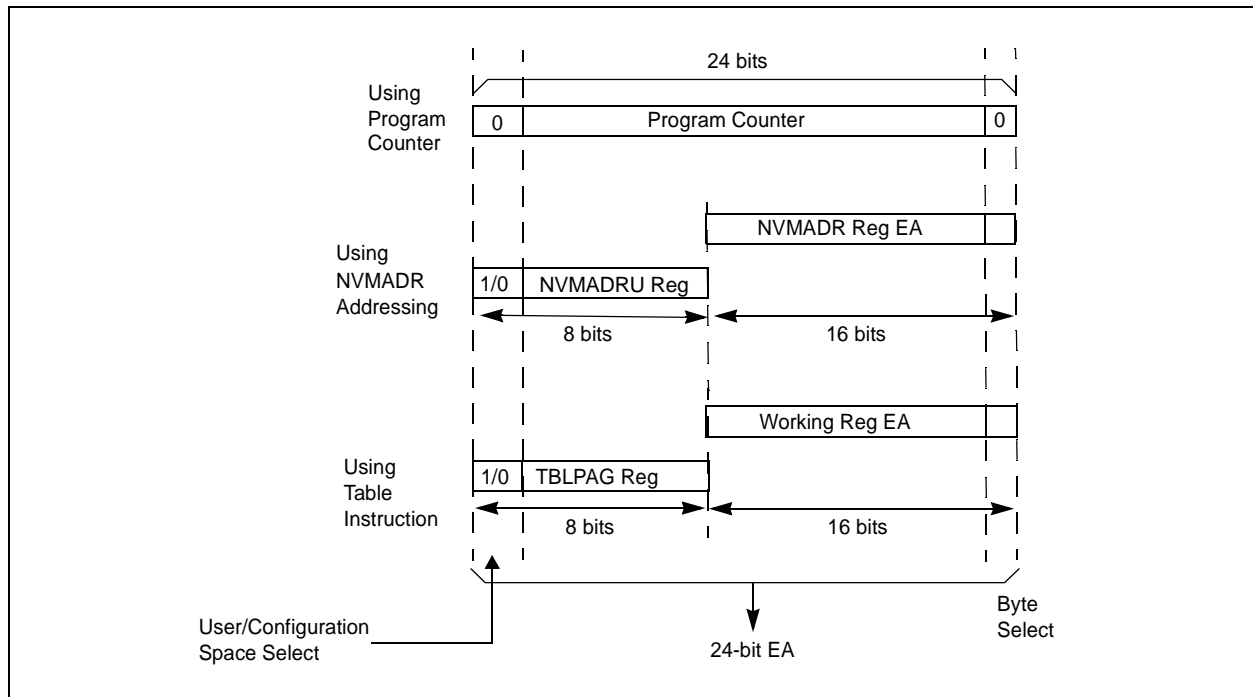 24 bits
Using
Program
Counter
0
Program Counter
0
NVMADR Reg EA
Using
NVMADR
Addressing
1/0
NVMADRU Reg
8 bits
16 bits
Working Reg EA
Using
Table
Instruction
1/0
TBLPAG Reg
8 bits
16 bits
User/Configuration
Space Select
24-bit EA
Byte
Select